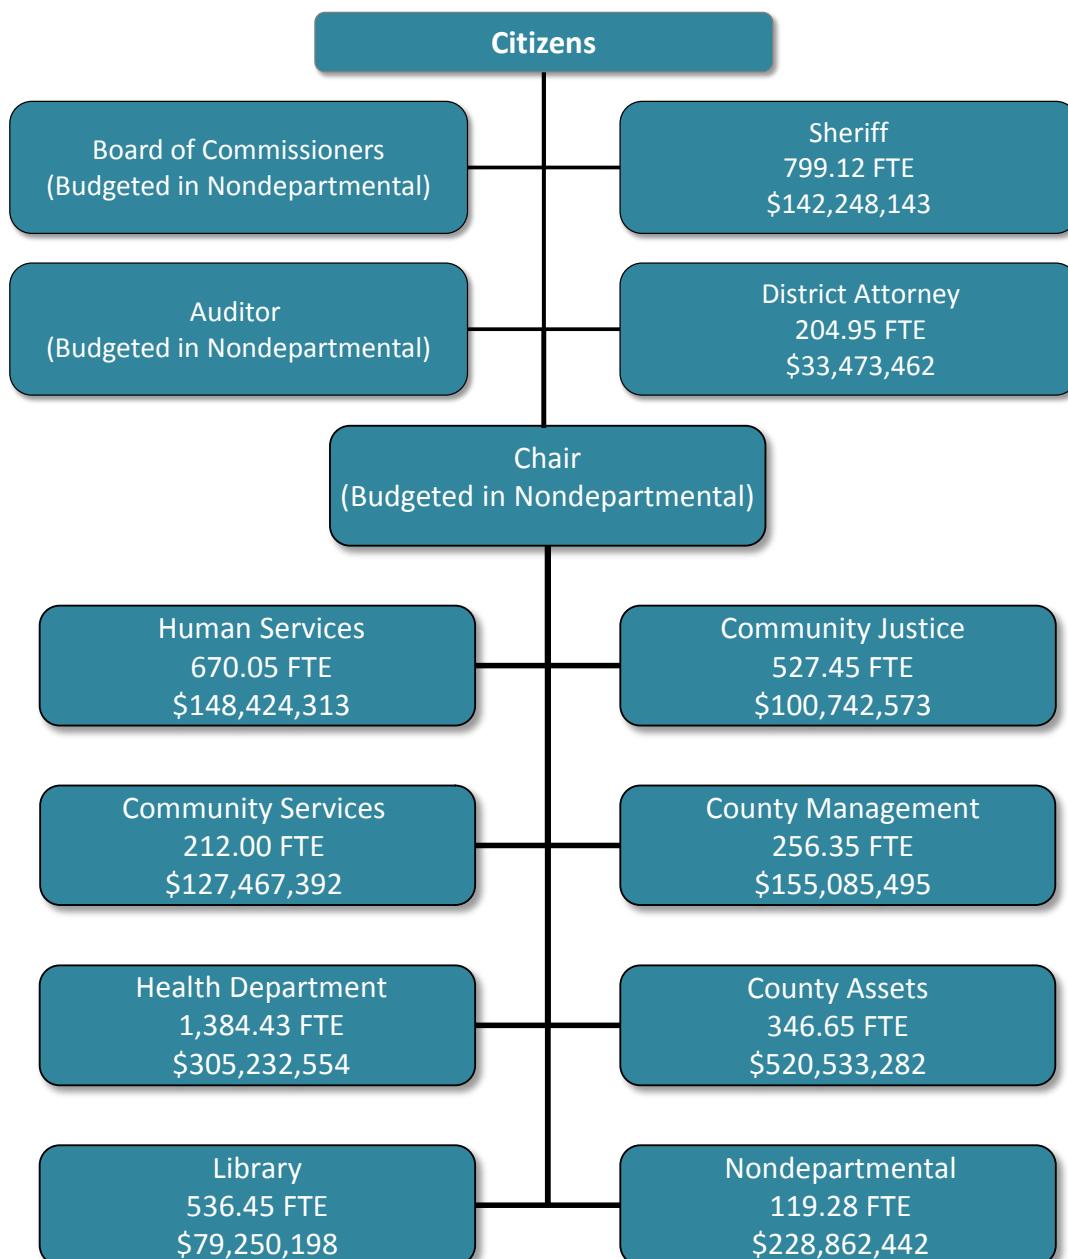 Citizens
Board of Commissioners
(Budgeted in Nondepartmental)
Sheriff
799.12 FTE
$142,248,143
Auditor
(Budgeted in Nondepartmental)
District Attorney
204.95 FTE
$33,473,462
Chair
(Budgeted in Nondepartmental)
Human Services
670.05 FTE
$148,424,313
Community Justice
527.45 FTE
$100,742,573
Community Services
212.00 FTE
$127,467,392
County Management
256.35 FTE
$155,085,495
Health Department
1,384.43 FTE
$305,232,554
County Assets
346.65 FTE
$520,533,282
Library
536.45 FTE
$79,250,198
Nondepartmental
119.28 FTE
$228,862,442